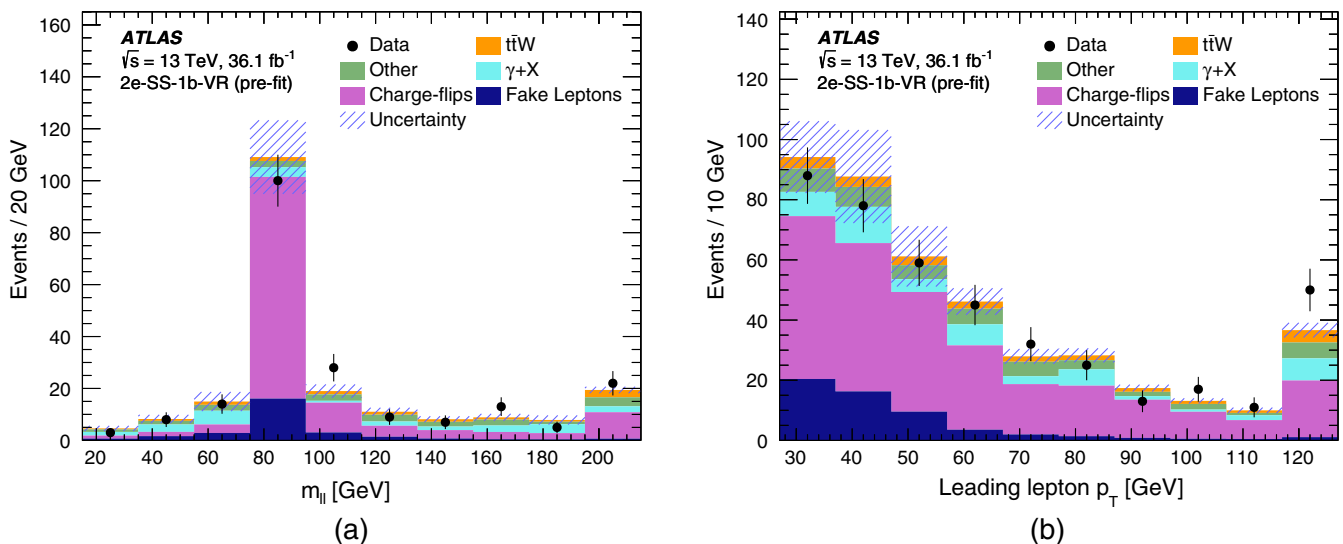 160
140
120
100
80
60
40
20
0
Events / 20 GeV
ATLAS
√s = 13 TeV, 36.1 fb⁻¹
2e-SS-1b-VR (pre-fit)
Data
tt̄W
Other
γ+X
Charge-flips
Fake Leptons
Uncertainty
20 40 60 80 100 120 140 160 180 200
m_ll [GeV]
(a)
140
120
100
80
60
40
20
0
Events / 10 GeV
ATLAS
√s = 13 TeV, 36.1 fb⁻¹
2e-SS-1b-VR (pre-fit)
Data
tt̄W
Other
γ+X
Charge-flips
Fake Leptons
Uncertainty
30 40 50 60 70 80 90 100 110 120
Leading lepton p_T [GeV]
(b)